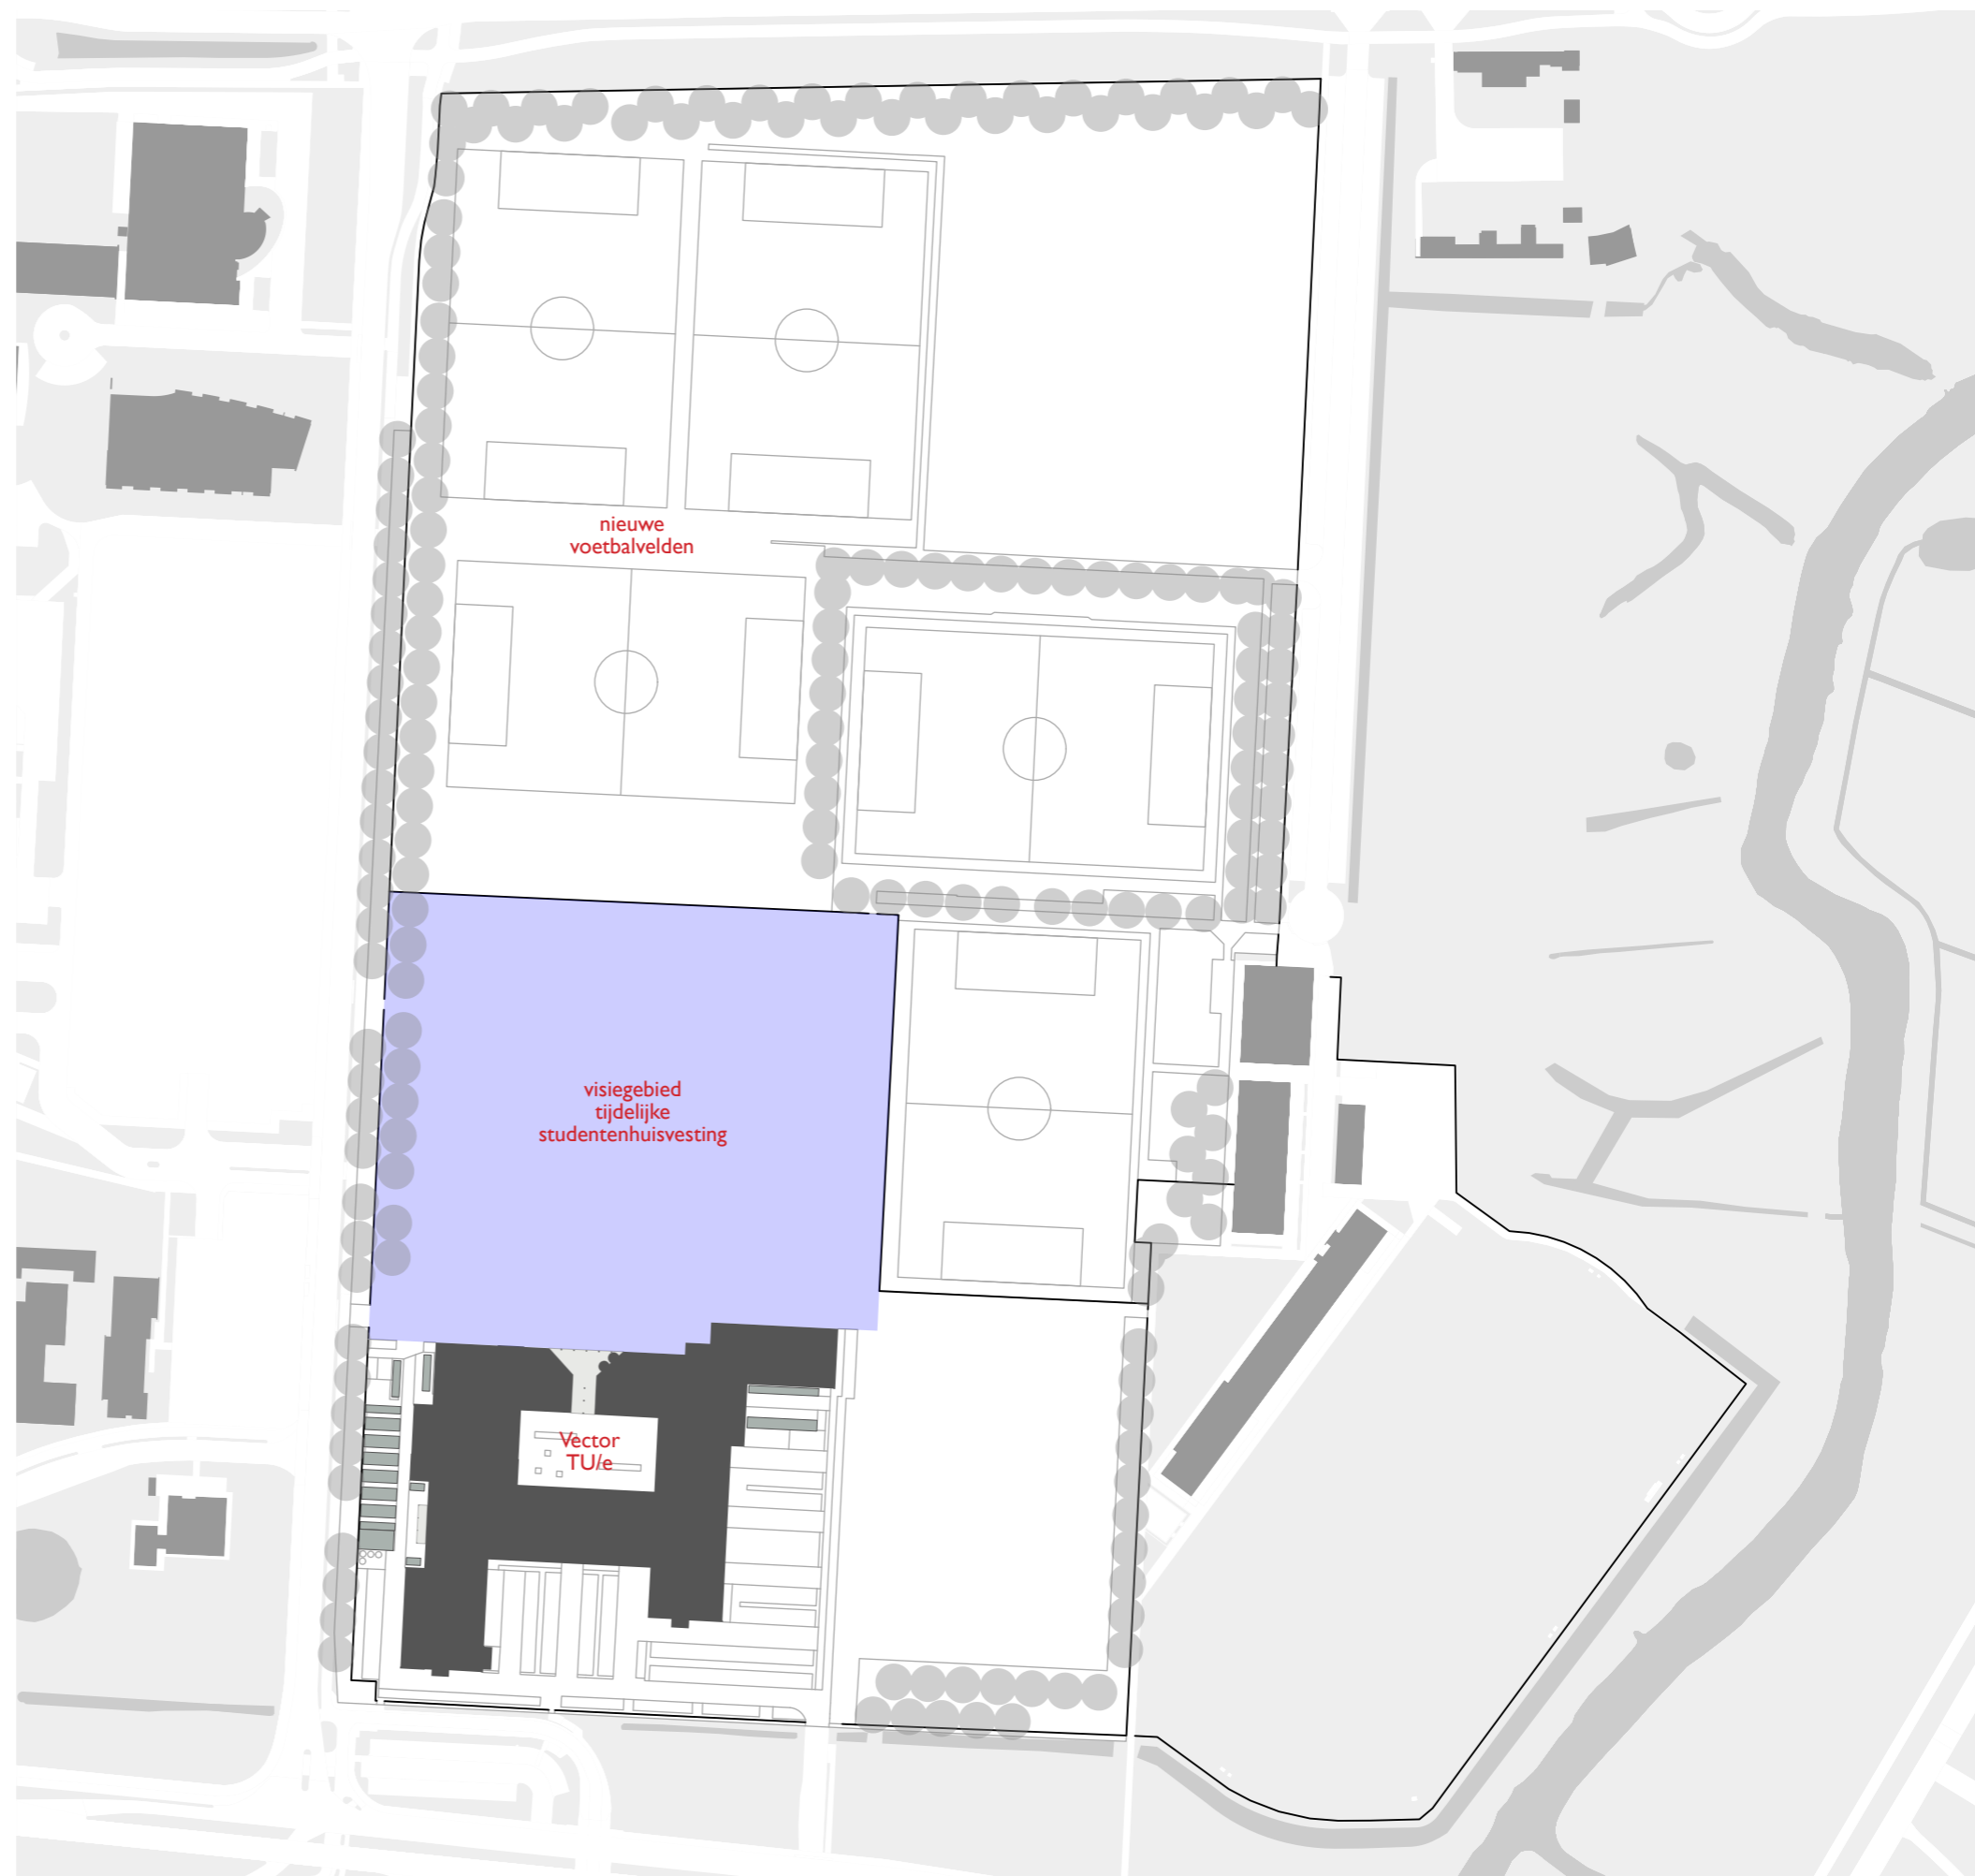 nieuwe
voetbalvelden
visiegebied
tijdelijke
studentenhuisvesting
Vector
TU/e